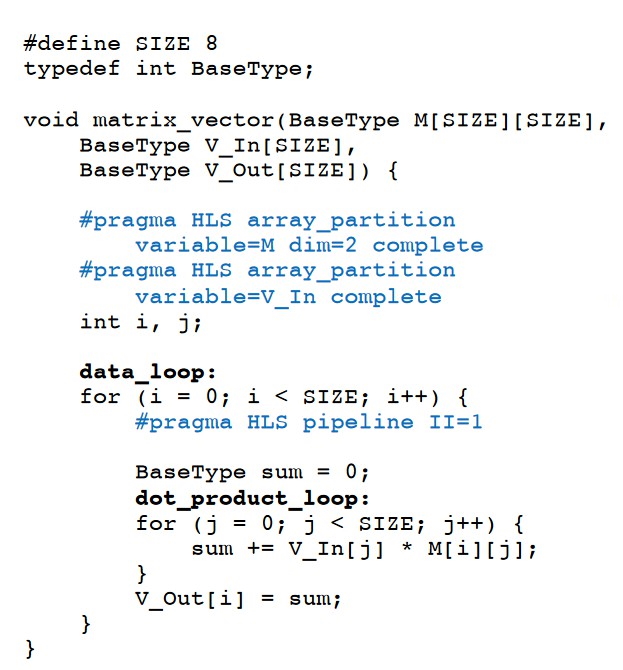 #define SIZE 8
typedef int BaseType;
void matrix_vector(BaseType M[SIZE][SIZE],
BaseType V_In[SIZE],
BaseType V_Out[SIZE]) {
#pragma HLS array_partition
variable=M dim=2 complete
#pragma HLS array_partition
variable=V_In complete
int i, j;
data_loop:
for (i = 0; i < SIZE; i++) {
#pragma HLS pipeline II=1
BaseType sum = 0;
dot_product_loop:
for (j = 0; j < SIZE; j++) {
sum += V_In[j] * M[i][j];
}
V_Out[i] = sum;
}
}